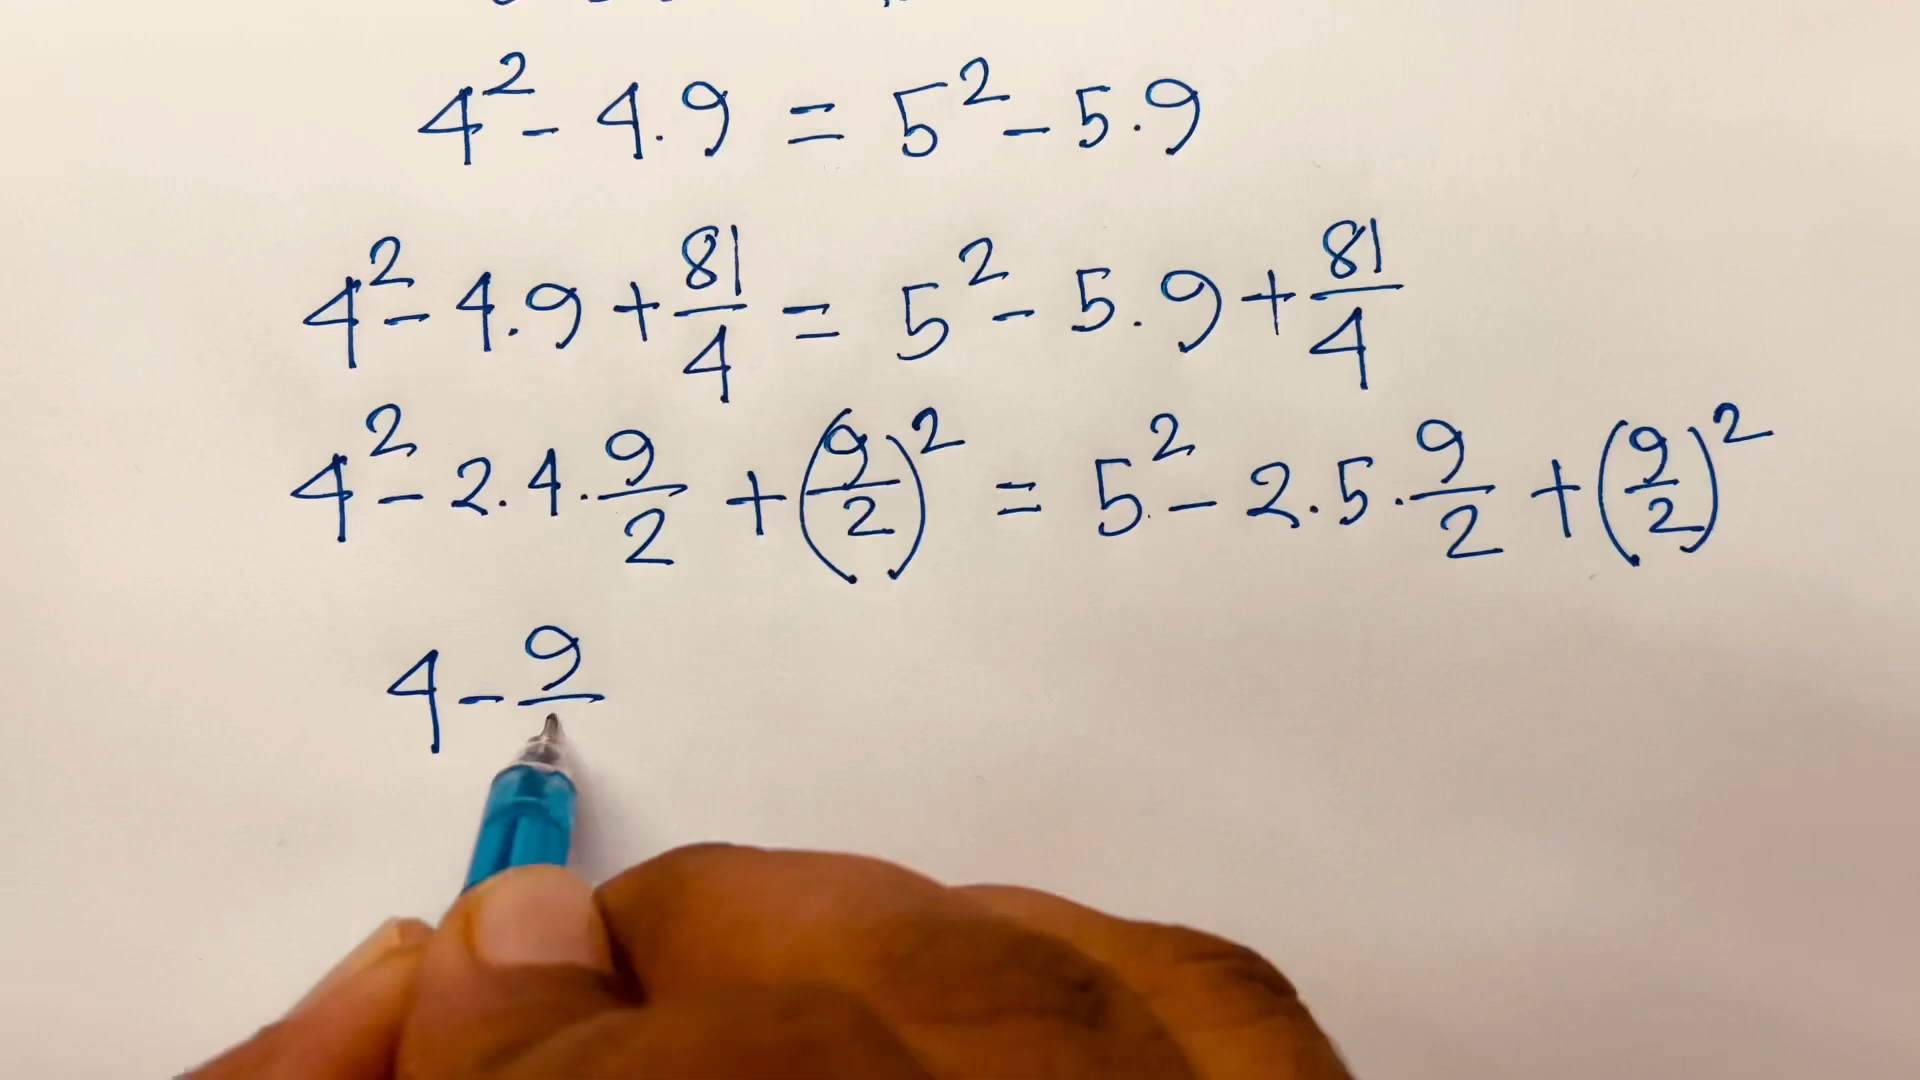 4² - 4.9 = 5² - 5.9
4² - 4.9 + 81/4 = 5² - 5.9 + 81/4
4² - 2.4.9/2 + (9/2)² = 5² - 2.5.9/2 + (9/2)²
4 - 9/